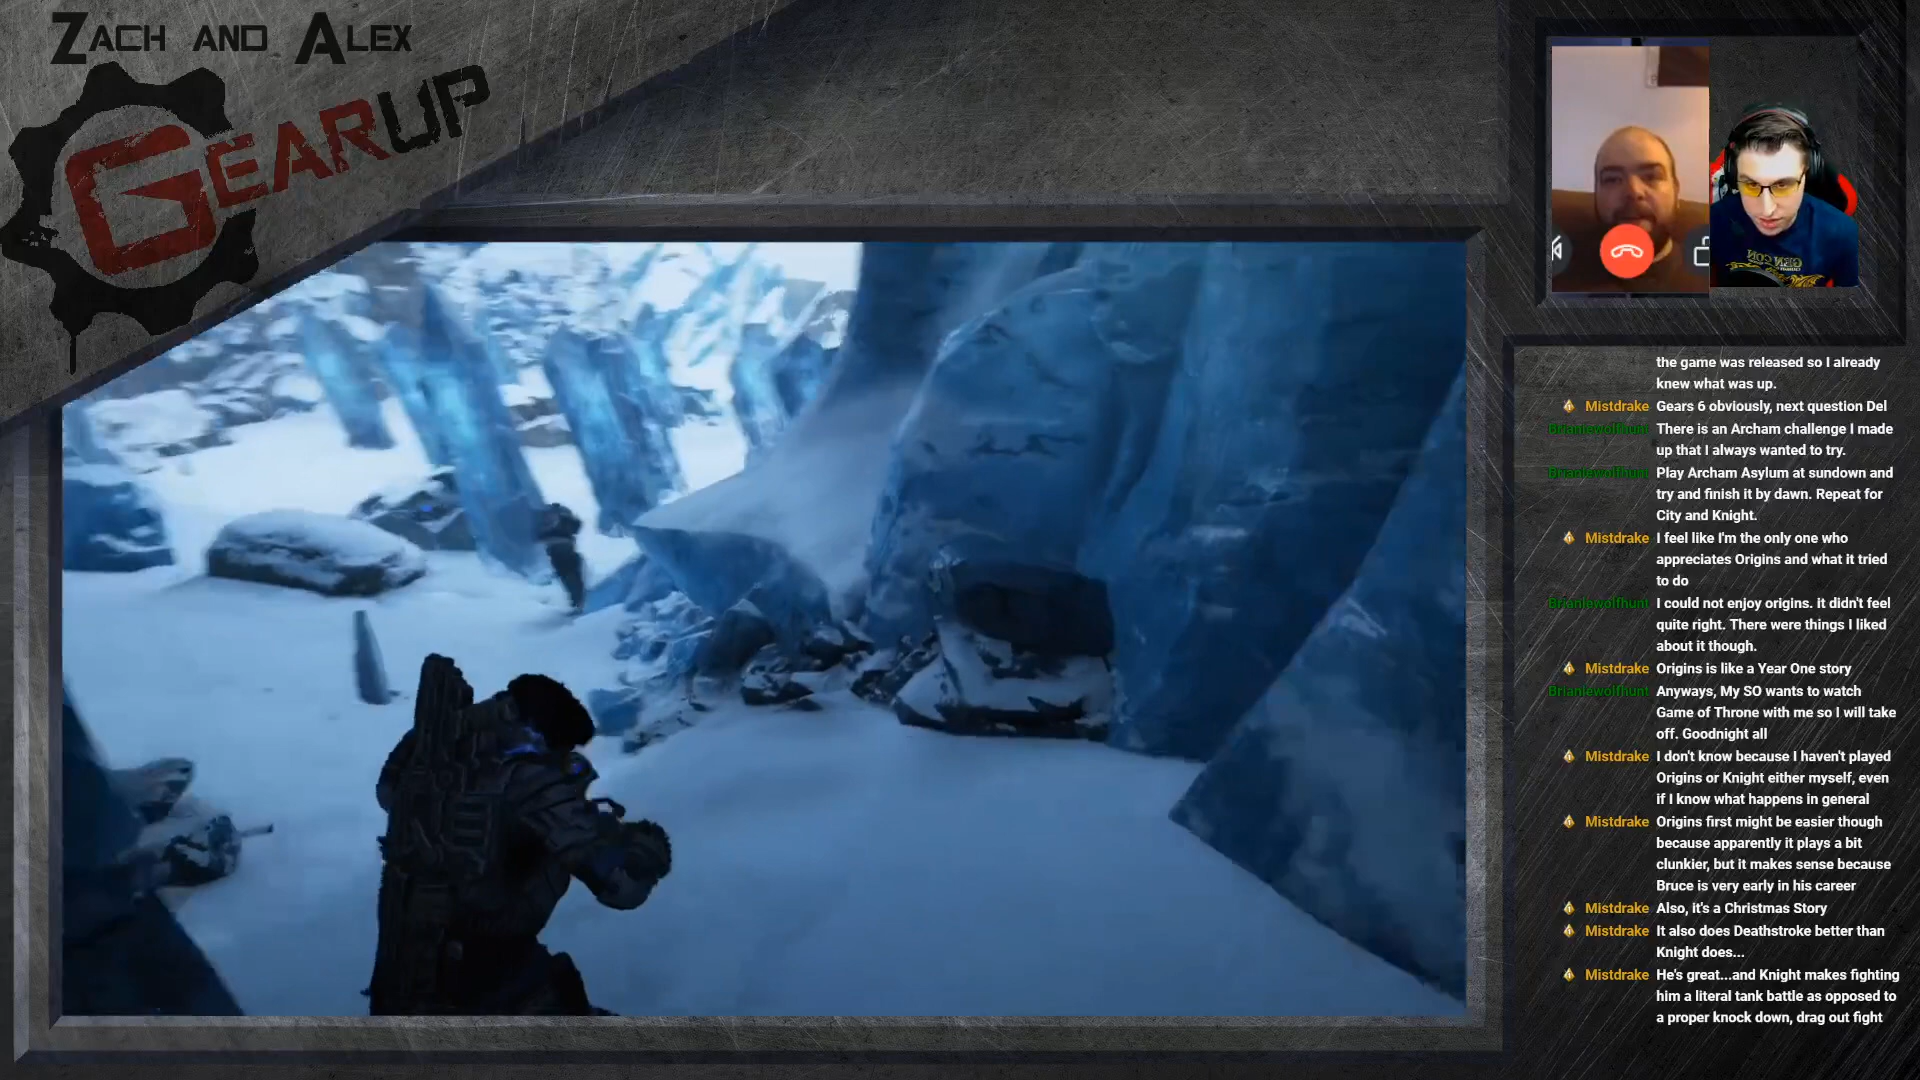 Zach and Alex
GearUp
GEN CON
the game was released so I already
knew what was up.
Mistdrake Gears 6 obviously, next question Del
Brianlewolfhunt There is an Archam challenge I made
up that I always wanted to try.
Brianlewolfhunt Play Archam Asylum at sundown and
try and finish it by dawn. Repeat for
City and Knight.
Mistdrake I feel like I'm the only one who
appreciates Origins and what it tried
to do
Brianlewolfhunt I could not enjoy origins. it didn't feel
quite right. There were things I liked
about it though.
Mistdrake Origins is like a Year One story
Brianlewolfhunt Anyways, My SO wants to watch
Game of Throne with me so I will take
off. Goodnight all
Mistdrake I don't know because I haven't played
Origins or Knight either myself, even
if I know what happens in general
Mistdrake Origins first might be easier though
because apparently it plays a bit
clunkier, but it makes sense because
Bruce is very early in his career
Mistdrake Also, it's a Christmas Story
Mistdrake It also does Deathstroke better than
Knight does...
Mistdrake He's great...and Knight makes fighting
him a literal tank battle as opposed to
a proper knock down, drag out fight